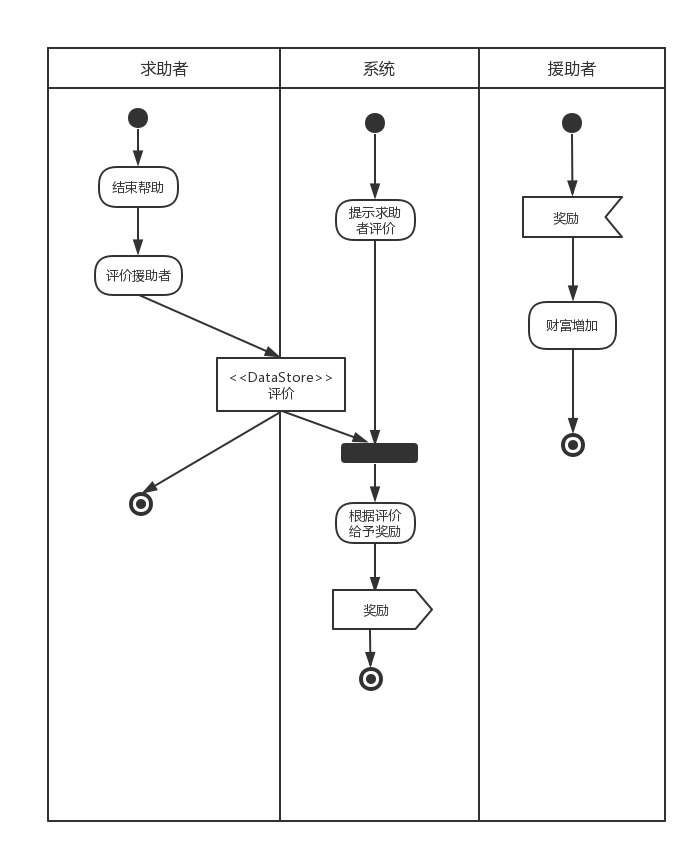 求助者
系统
援助者
结束帮助
评价援助者
<<DataStore>>
评价
提示求助
者评价
根据评价
给予奖励
奖励
奖励
财富增加